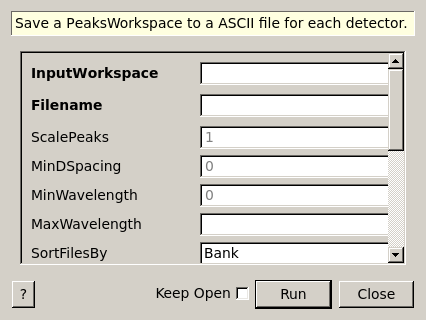 Save a PeaksWorkspace to a ASCII file for each detector.
InputWorkspace
Filename
ScalePeaks 1
MinDSpacing 0
MinWavelength 0
MaxWavelength
SortFilesBy Bank
? Keep Open Run Close